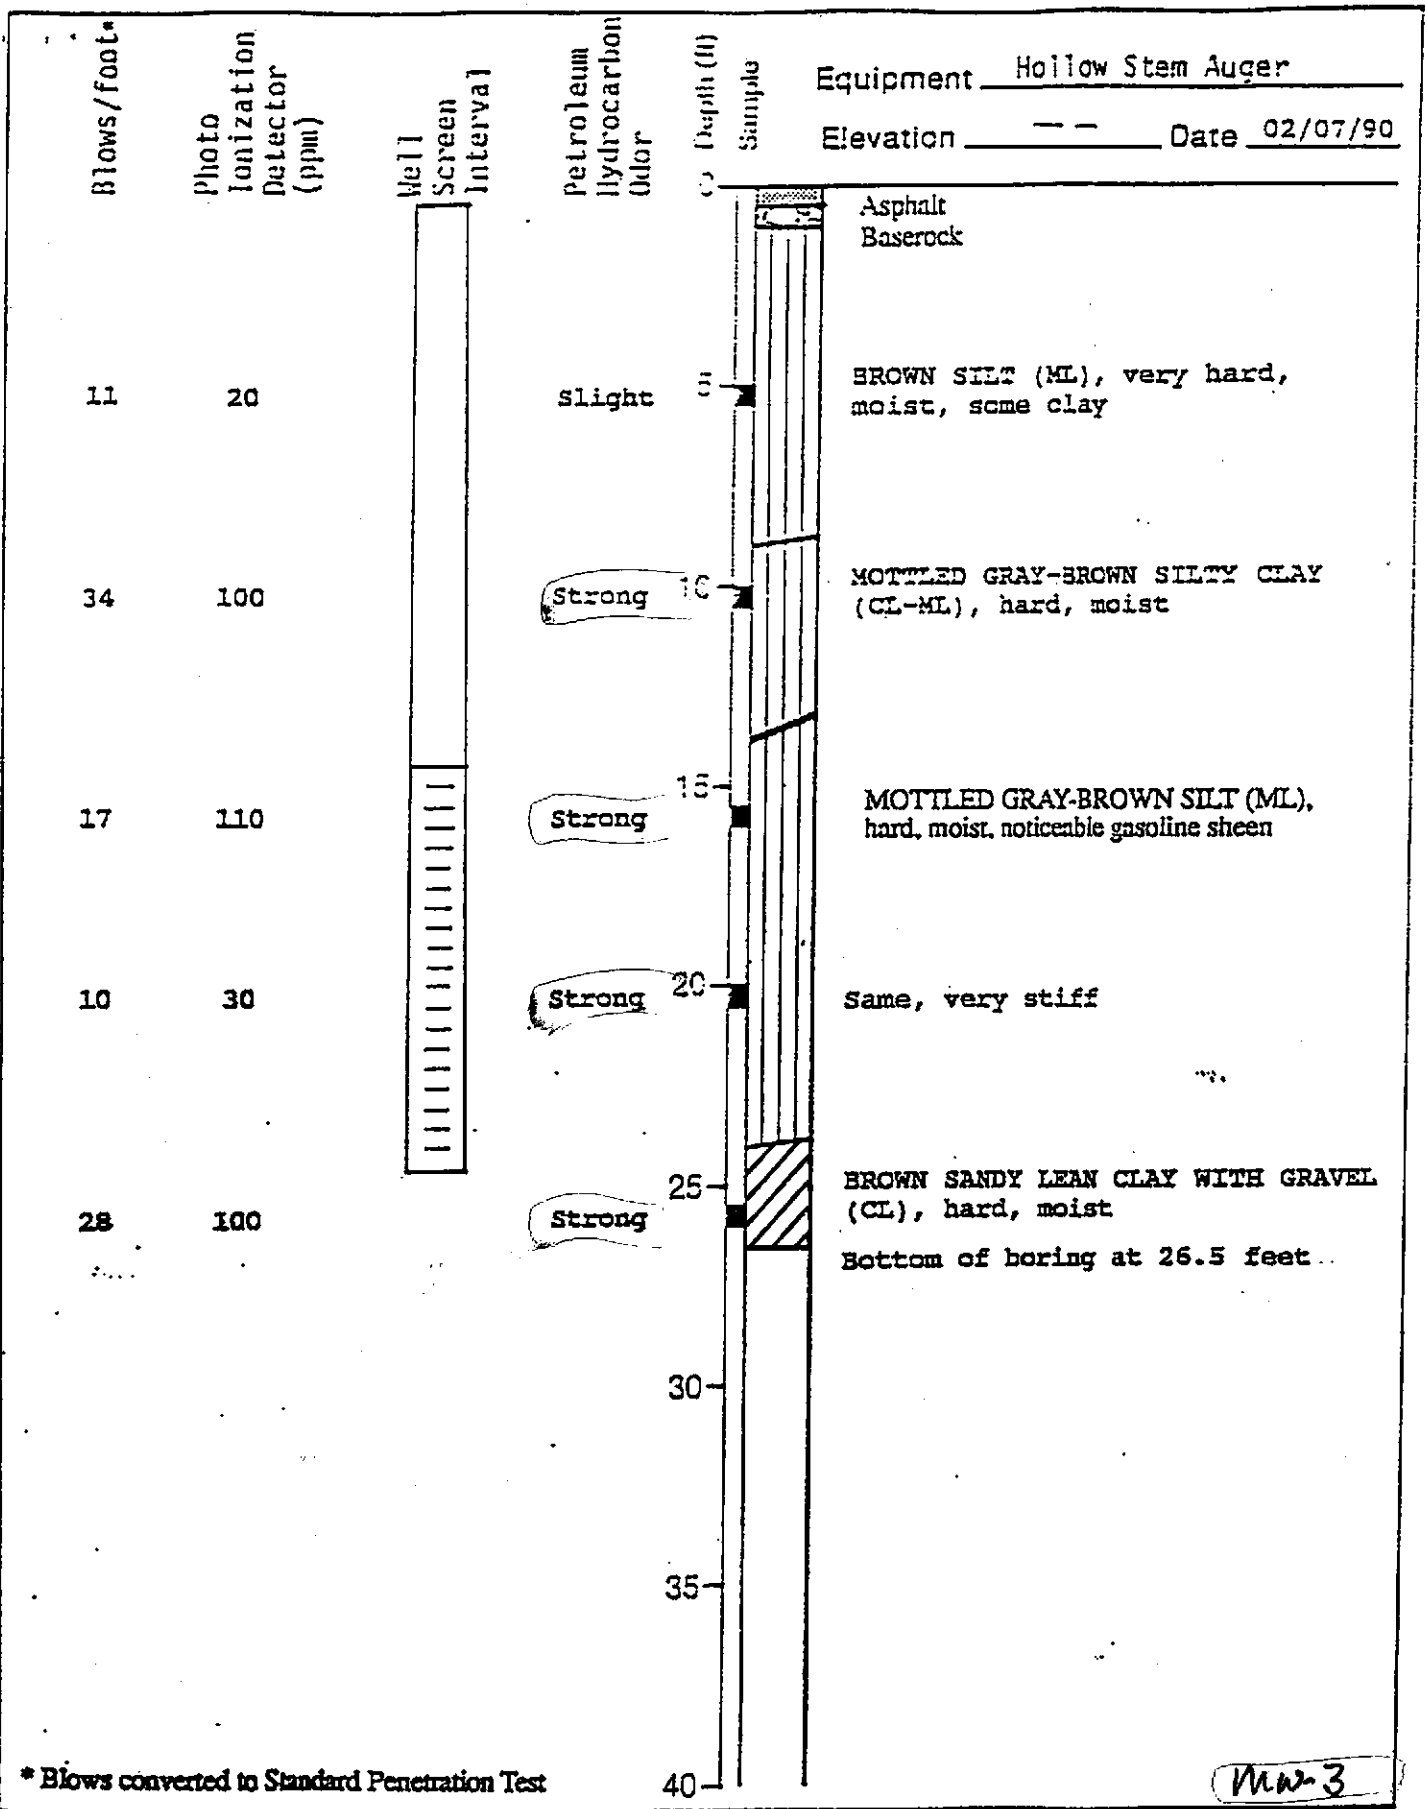 Blows/foot*
Photo
Ionization
Detector
(ppm)
Well
Screen
Interval
Petroleum
Hydrocarbon
Odor
Depth (ft)
Sample
Equipment Hollow Stem Auger
Elevation -- Date 02/07/90
0
Asphalt
Baserock
11 20 Slight BROWN SILT (ML), very hard,
moist, some clay
34 100 Strong MOTTLED GRAY-BROWN SILTY CLAY
(CL-ML), hard, moist
17 110 Strong MOTTLED GRAY-BROWN SILT (ML),
hard, moist, noticeable gasoline sheen
10 30 Strong 20 Same, very stiff
25 BROWN SANDY LEAN CLAY WITH GRAVEL
28 100 Strong (CL), hard, moist
Bottom of boring at 26.5 feet
30
35
40
* Blows converted to Standard Penetration Test
MW-3